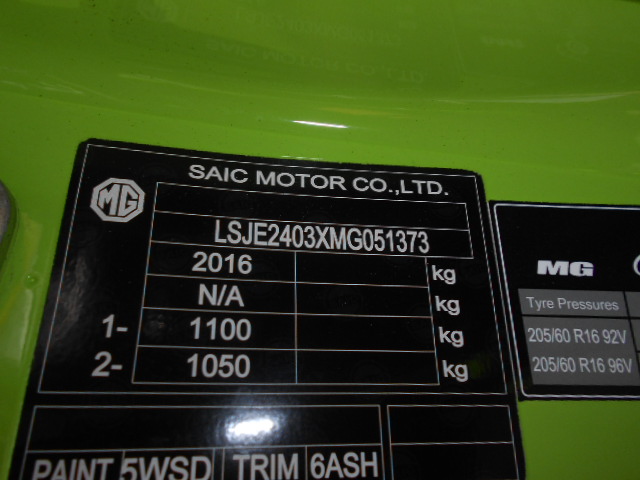 SAIC MOTOR CO.,LTD.
MG
LSJE2403XMG051373
2016 kg
N/A kg
1- 1100 kg
2- 1050 kg
PAINT 5WSD TRIM 6ASH
MG
Tyre Pressures
205/60 R16 92V
205/60 R16 96V